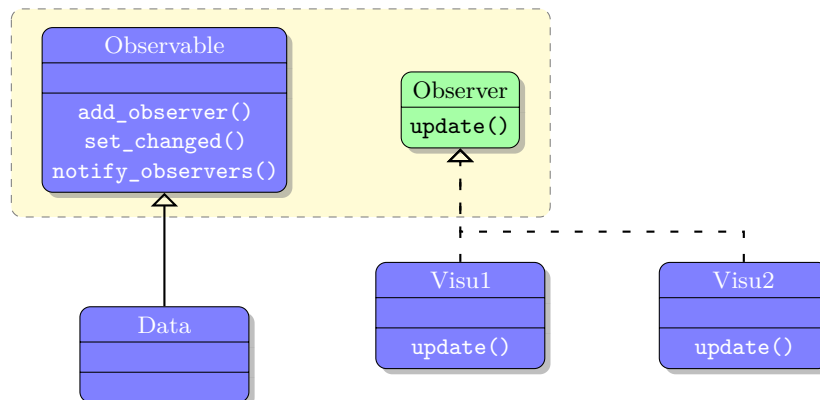 Observable
add_observer()
set_changed()
notify_observers()
Observer
update()
Data
Visu1
update()
Visu2
update()